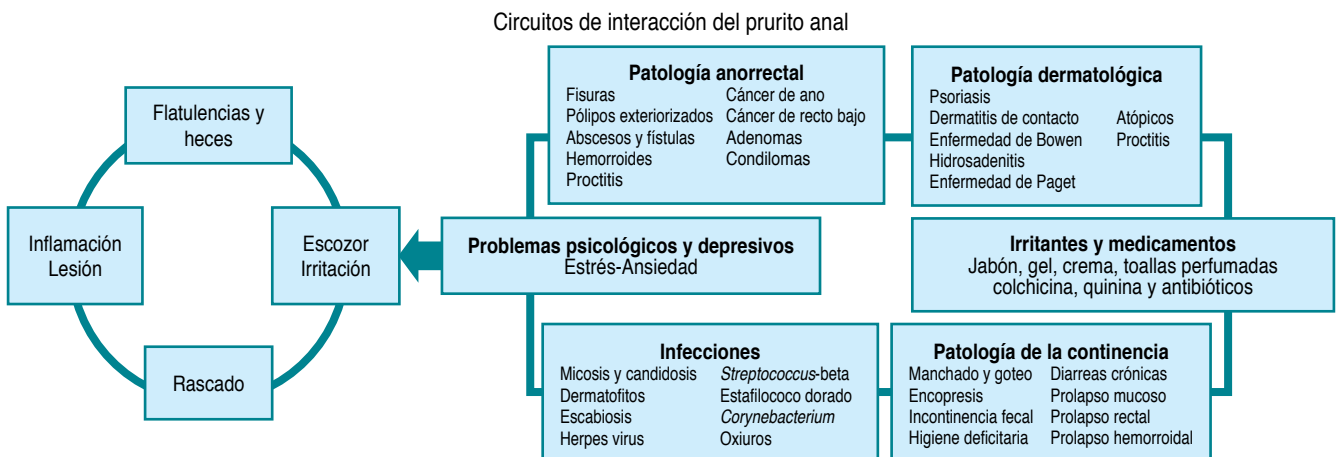 Circuitos de interacción del prurito anal
Flatulencias y
heces
Inflamación
Lesión
Escozor
Irritación
Rascado
Patología anorrectal
Fisuras
Pólipos exteriorizados
Abscesos y fístulas
Hemorroides
Proctitis
Cáncer de ano
Cáncer de recto bajo
Adenomas
Condilomas
Patología dermatológica
Psoriasis
Dermatitis de contacto
Enfermedad de Bowen
Hidrosadenitis
Enfermedad de Paget
Atópicos
Proctitis
Problemas psicológicos y depresivos
Estrés-Ansiedad
Irritantes y medicamentos
Jabón, gel, crema, toallas perfumadas
colchicina, quinina y antibióticos
Infecciones
Micosis y candidosis
Dermatofitos
Escabiosis
Herpes virus
Streptococcus-beta
Estafilococo dorado
Corynebacterium
Oxiuros
Patología de la continencia
Manchado y goteo
Encopresis
Incontinencia fecal
Higiene deficitaria
Diarreas crónicas
Prolapso mucoso
Prolapso rectal
Prolapso hemorroidal